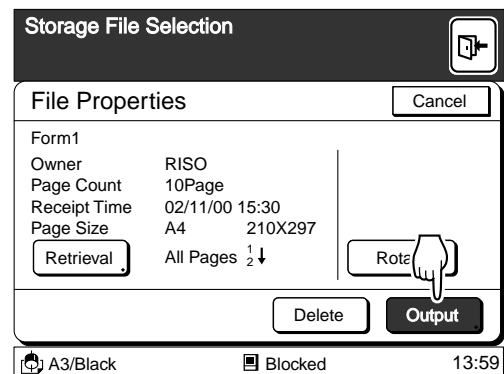 Storage File Selection
File Properties Cancel
Form1
Owner RISO
Page Count 10Page
Receipt Time 02/11/00 15:30
Page Size A4 210X297
Retrieval All Pages 1 2
Delete Output
A3/Black Blocked 13:59